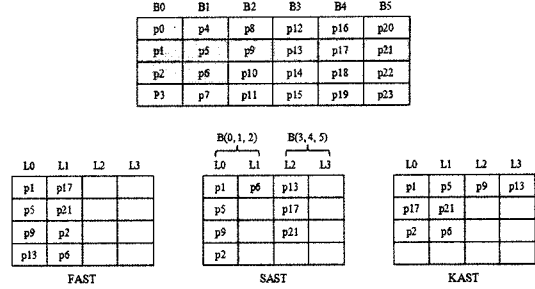 B0 B1 B2 B3 B4 B5
p0 p4 p8 p12 p16 p20
p1 p5 p9 p13 p17 p21
p2 p6 p10 p14 p18 p22
P3 p7 p11 p15 p19 p23
B(0, 1, 2) B(3, 4, 5)
L0 L1 L2 L3 L0 L1 L2 L3 L0 L1 L2 L3
p1 p17 p1 p6 p13 p1 p5 p9 p13
p5 p21 p5 p17 p17 p21
p9 p2 p9 p21 p2 p6
p13 p6 p2
FAST SAST KAST